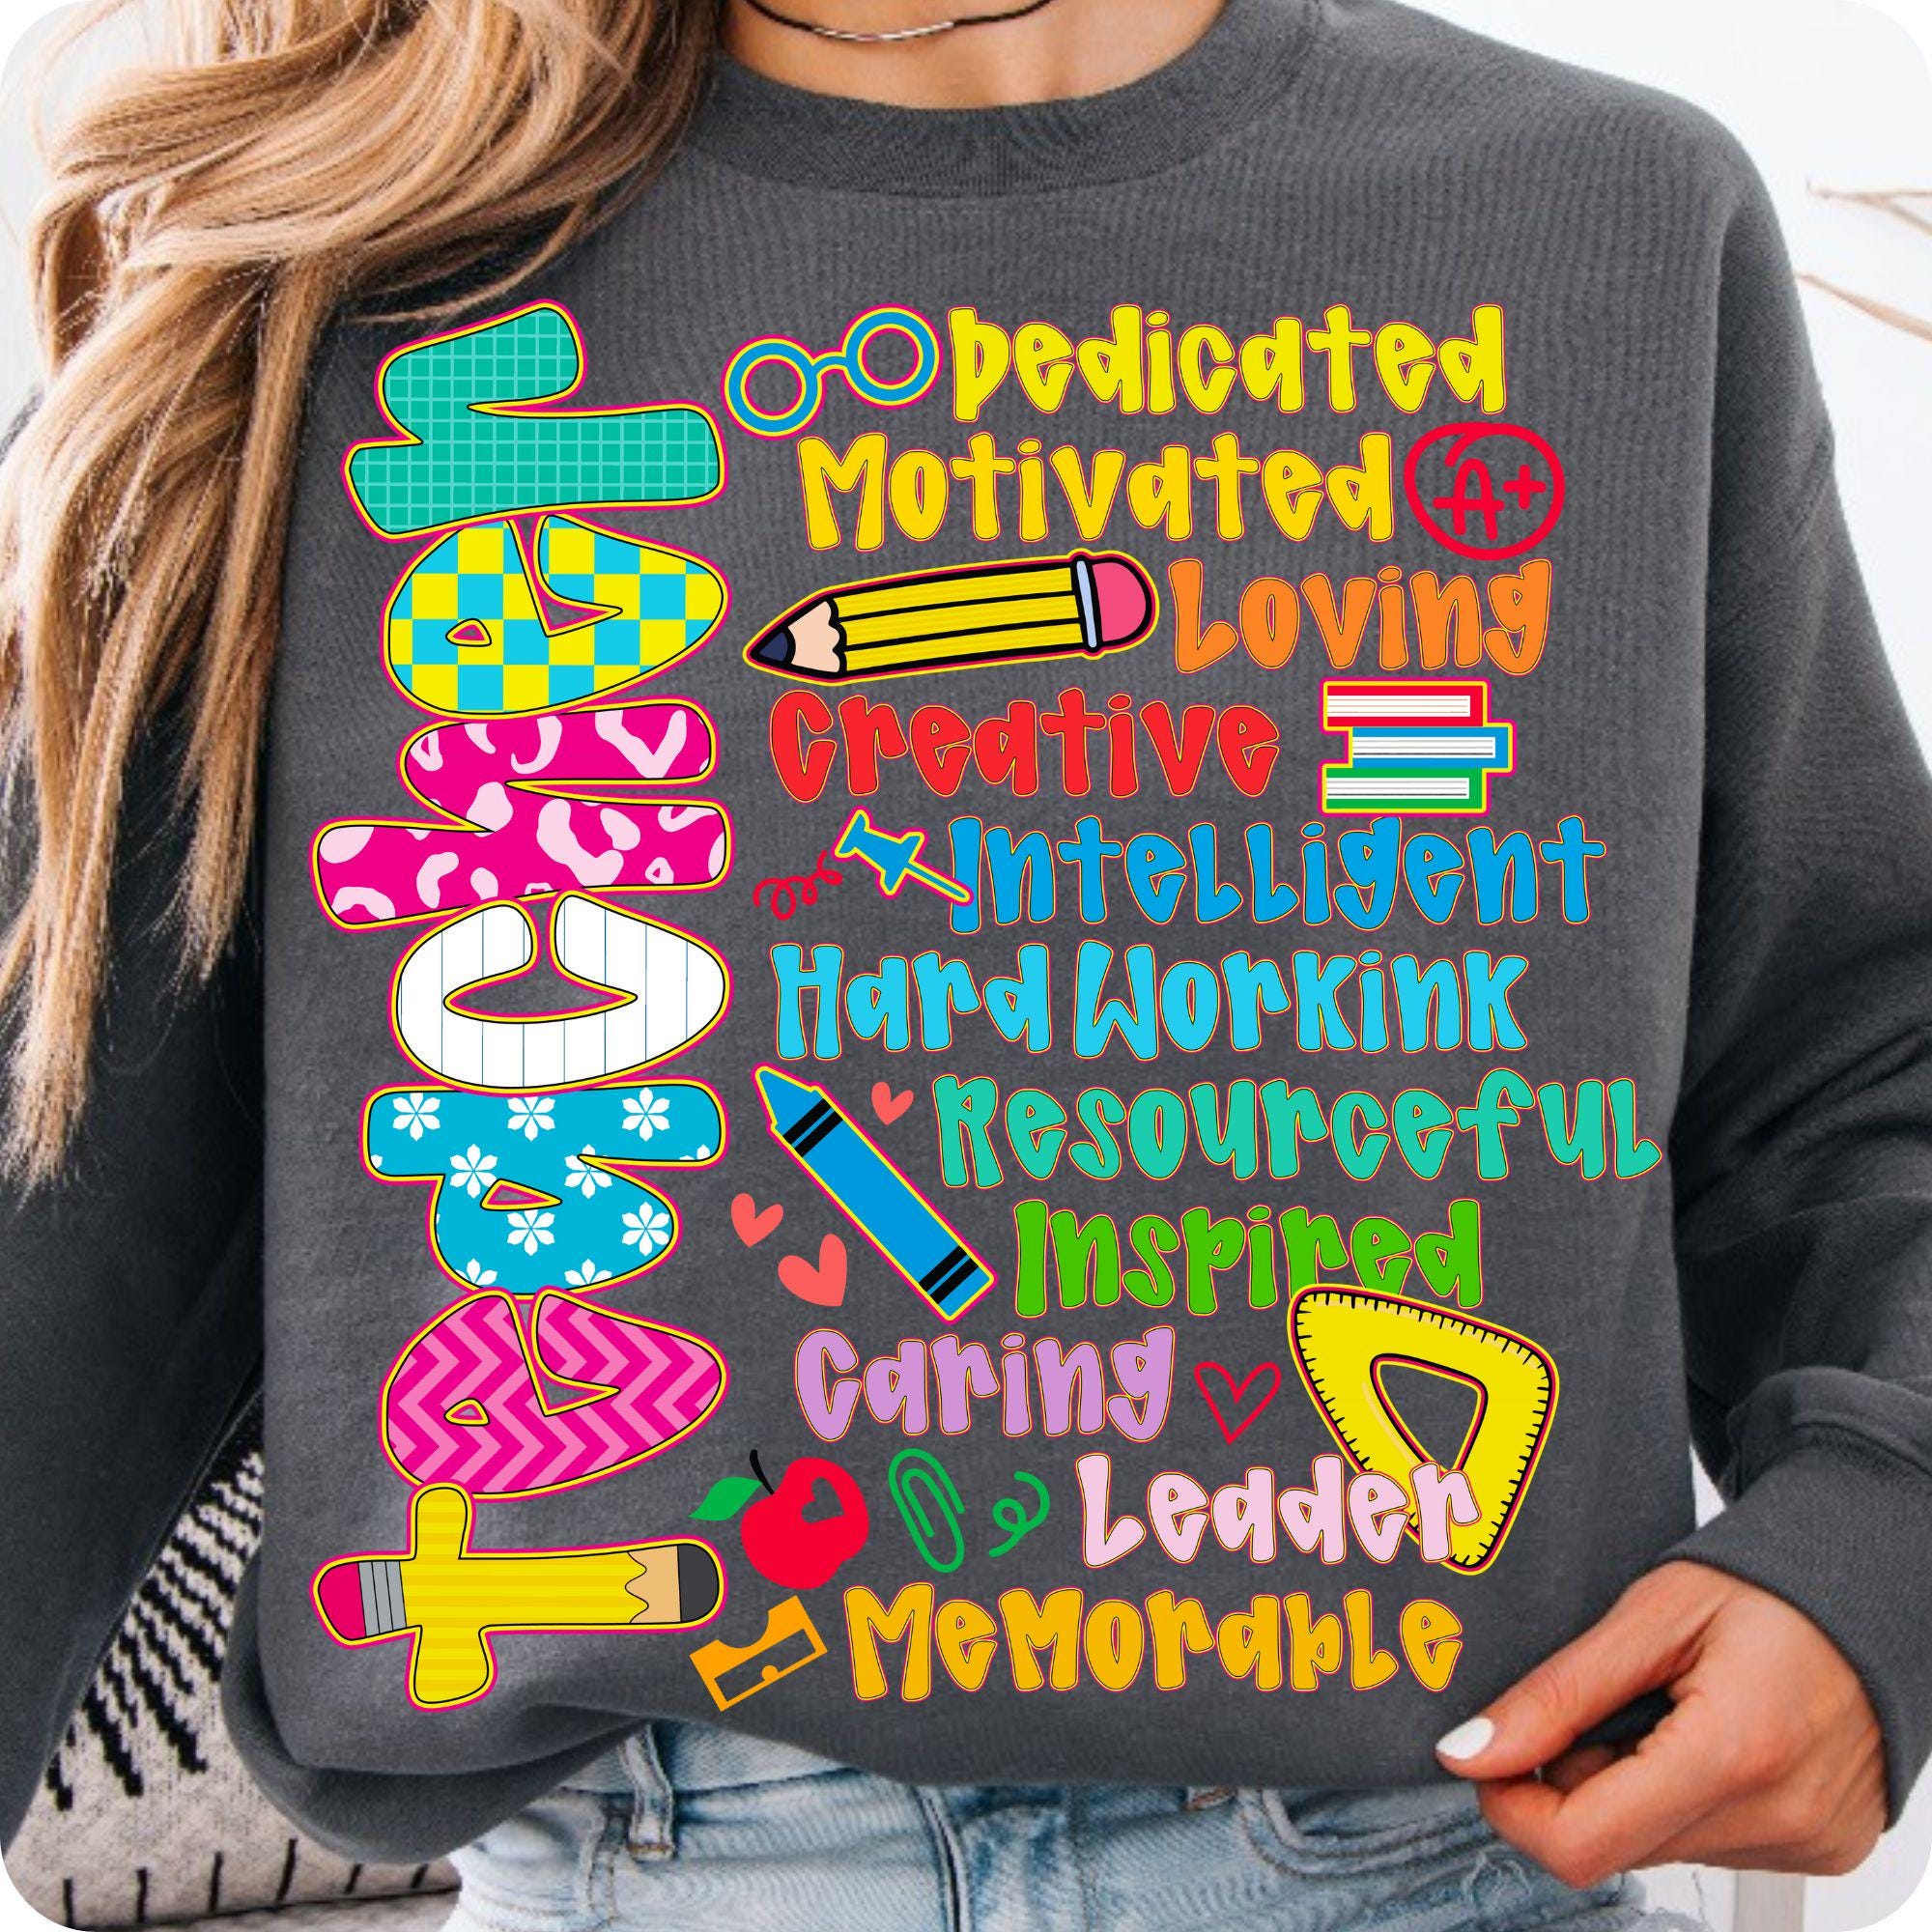 teacher
Dedicated
Motivated A+
Loving
Creative
Intelligent
Hard Workink
Resourceful
Inspired
Caring
Leader
Memorable